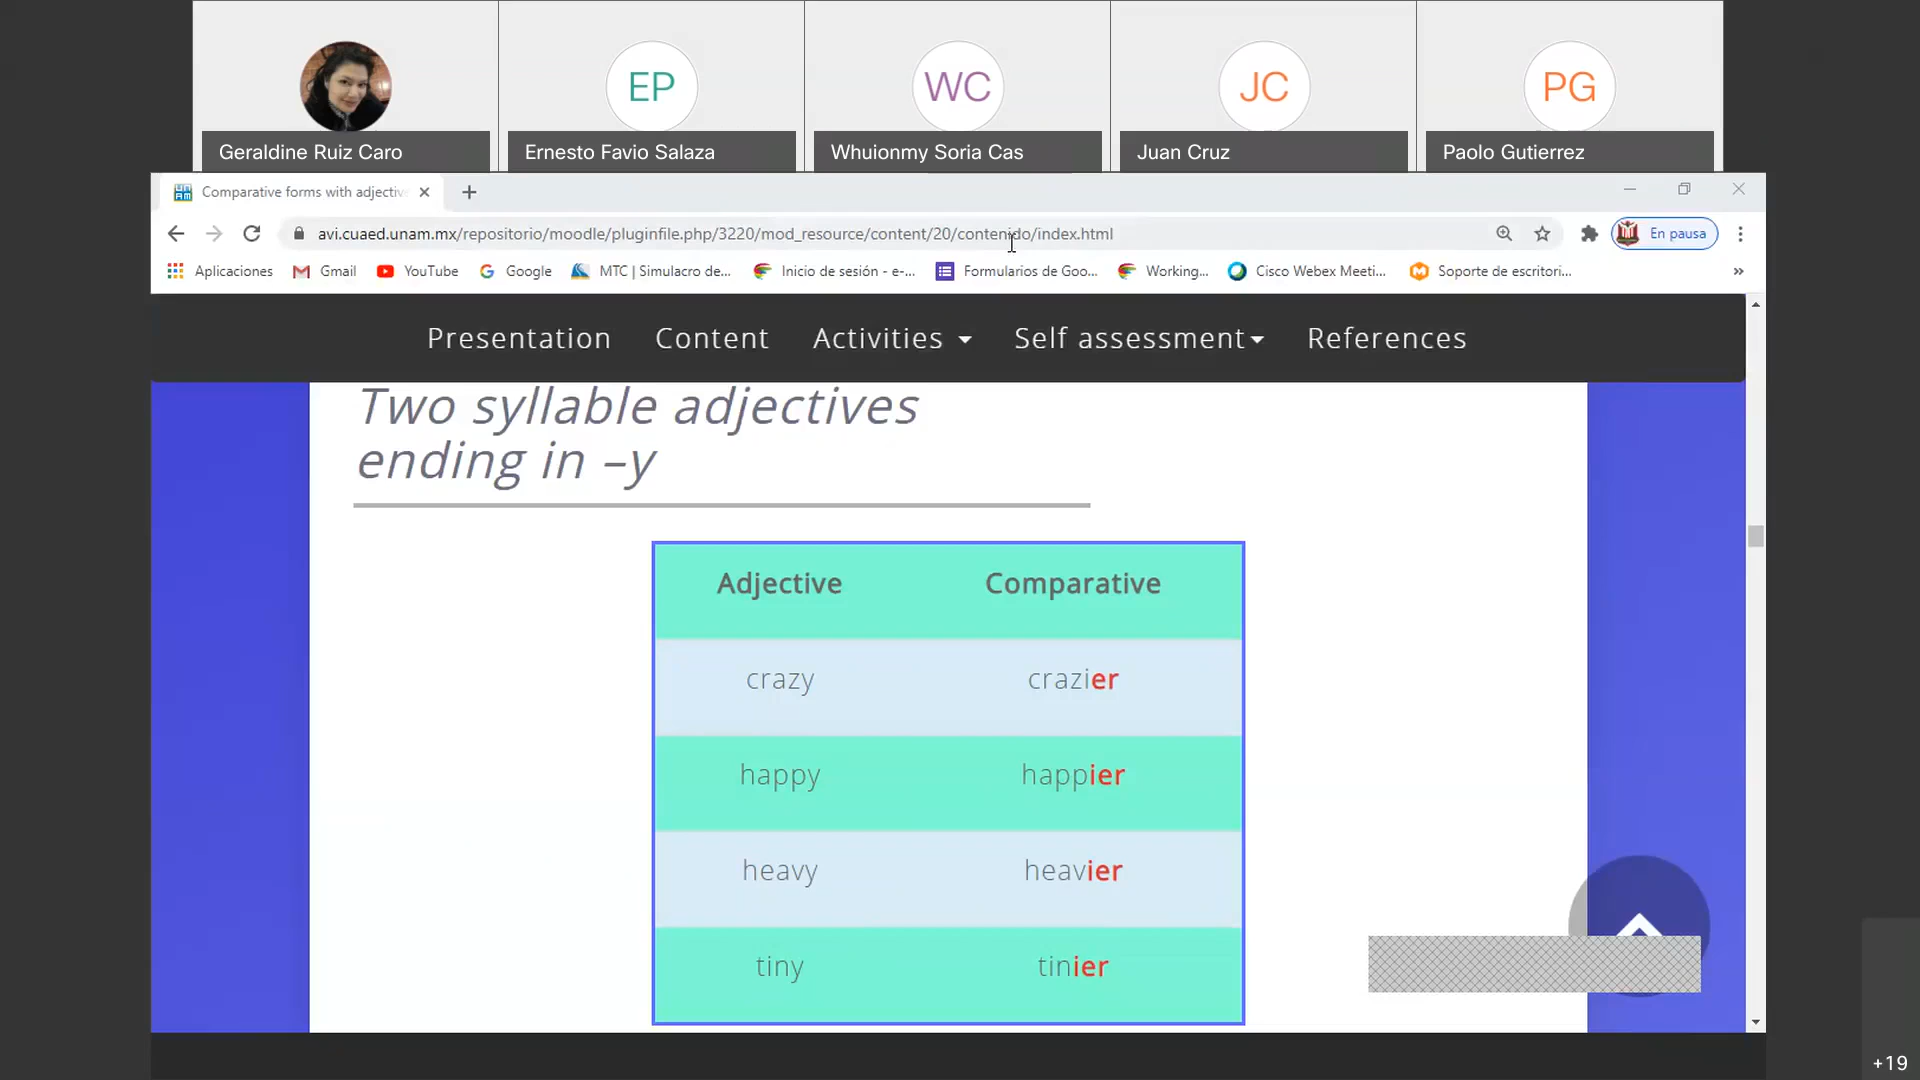 EP
WC
JC
PG
Geraldine Ruiz Caro
Ernesto Favio Salaza
Whuionmy Soria Cas
Juan Cruz
Paolo Gutierrez
Comparative forms with adjectiv
avi.cuaed.unam.mx/repositorio/moodle/pluginfile.php/3220/mod_resource/content/20/contenido/index.html
En pausa
Aplicaciones
Gmail
YouTube
Google
MTC | Simulacro de...
Inicio de sesión - e-...
Formularios de Goo...
Working...
Cisco Webex Meeti...
Soporte de escritori...
»
Presentation
Content
Activities
Self assessment
References
Two syllable adjectives
ending in –y
Adjective Comparative
crazy crazier
happy happier
heavy heavier
tiny tinier
+19